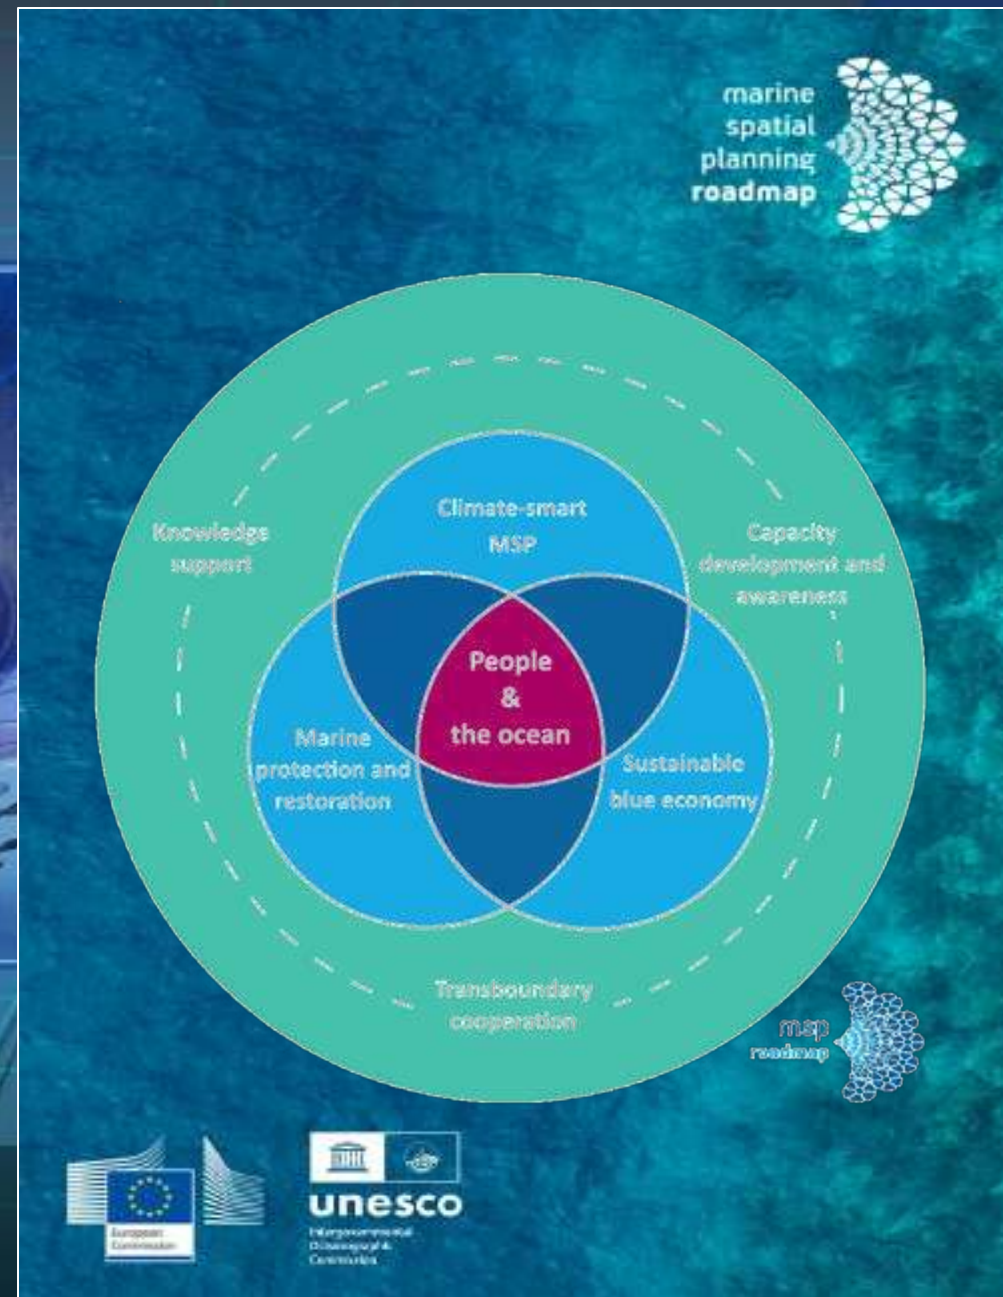 marine
spatial
planning
roadmap
Climate-smart
MSP
Knowledge
support
Capacity
development and
awareness
People
&
the ocean
Marine
protection and
restoration
Sustainable
blue economy
Transboundary
cooperation
msp
roadmap
European
Commission
unesco
Intergovernmental
Oceanographic
Commission